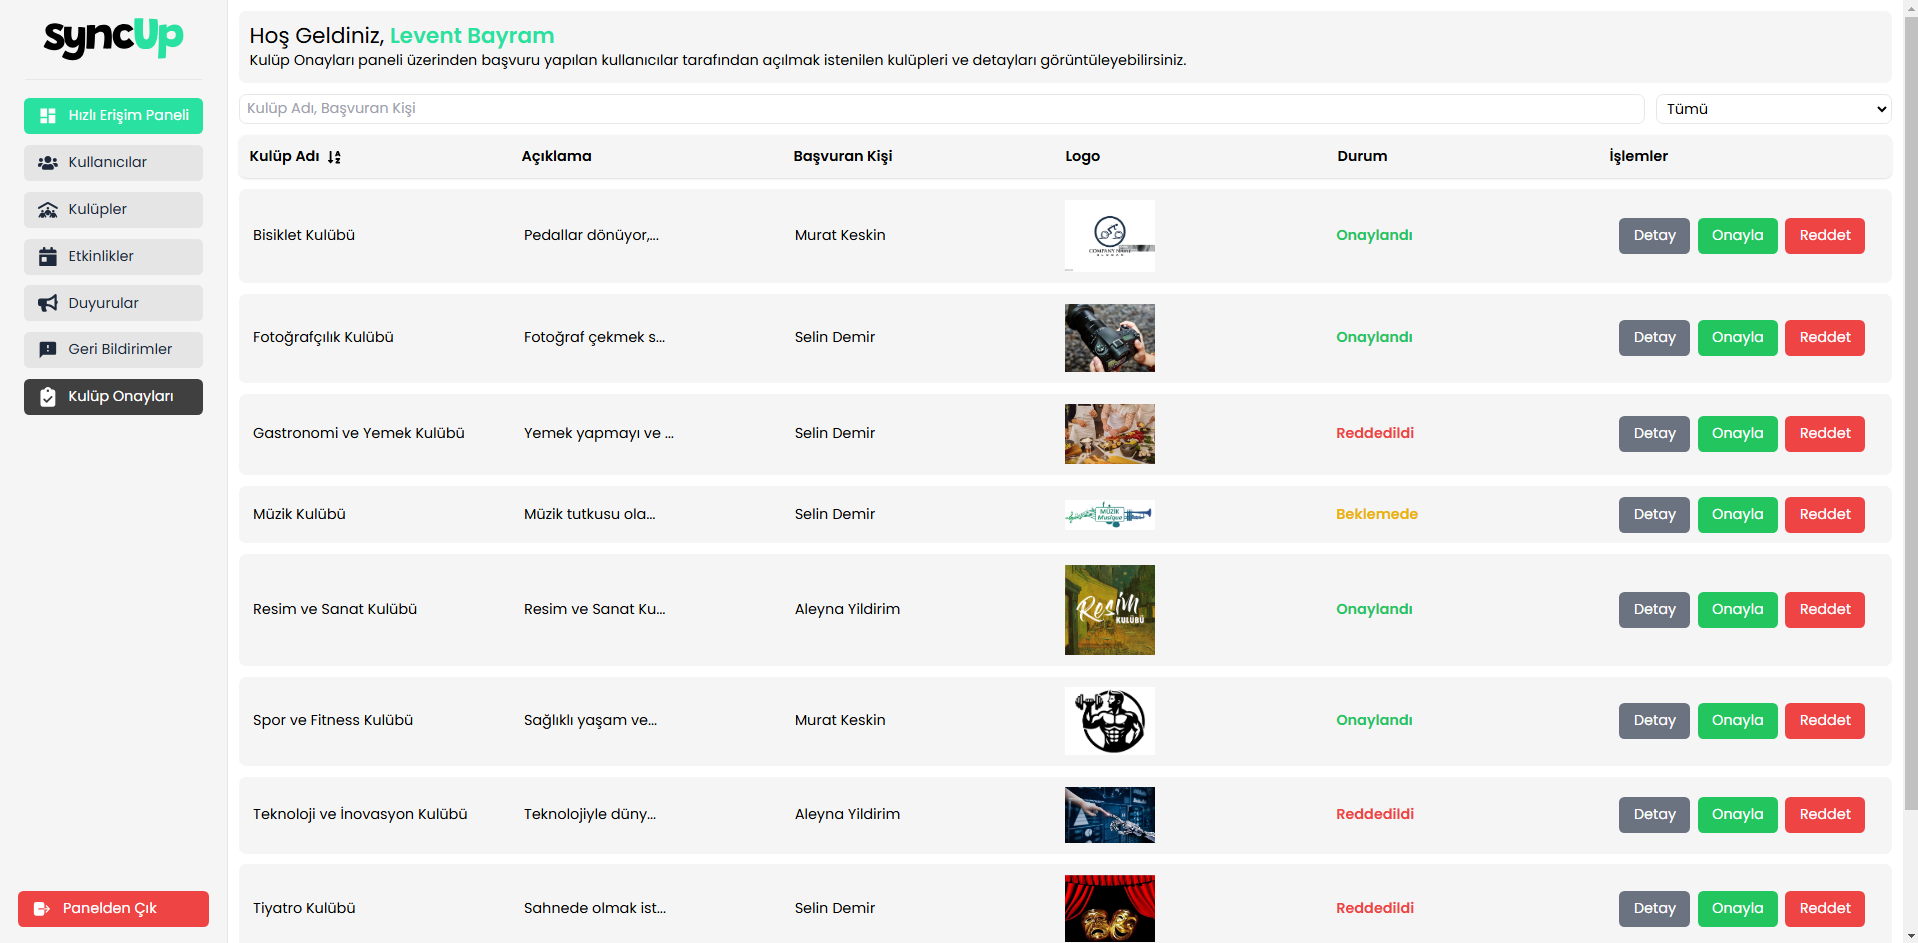 syncUp
Hızlı Erişim Paneli
Kullanıcılar
Kulüpler
Etkinlikler
Duyurular
Geri Bildirimler
Kulüp Onayları
Panelden Çık
Hoş Geldiniz, Levent Bayram
Kulüp Onayları paneli üzerinden başvuru yapılan kullanıcılar tarafından açılmak istenilen kulüpleri ve detayları görüntüleyebilirsiniz.
Kulüp Adı, Başvuran Kişi
Tümü
Kulüp Adı Açıklama Başvuran Kişi Logo Durum İşlemler
Bisiklet Kulübü Pedallar dönüyor,... Murat Keskin COMPANY NAME Onaylandı Detay Onayla Reddet
Fotoğrafçılık Kulübü Fotoğraf çekmek s... Selin Demir Onaylandı Detay Onayla Reddet
Gastronomi ve Yemek Kulübü Yemek yapmayı ve ... Selin Demir Reddedildi Detay Onayla Reddet
Müzik Kulübü Müzik tutkusu ola... Selin Demir MÜZİK Musique Beklemede Detay Onayla Reddet
Resim ve Sanat Kulübü Resim ve Sanat Ku... Aleyna Yildirim Resim KULÜBÜ Onaylandı Detay Onayla Reddet
Spor ve Fitness Kulübü Sağlıklı yaşam ve... Murat Keskin Onaylandı Detay Onayla Reddet
Teknoloji ve İnovasyon Kulübü Teknolojiyle düny... Aleyna Yildirim Reddedildi Detay Onayla Reddet
Tiyatro Kulübü Sahnede olmak ist... Selin Demir Reddedildi Detay Onayla Reddet